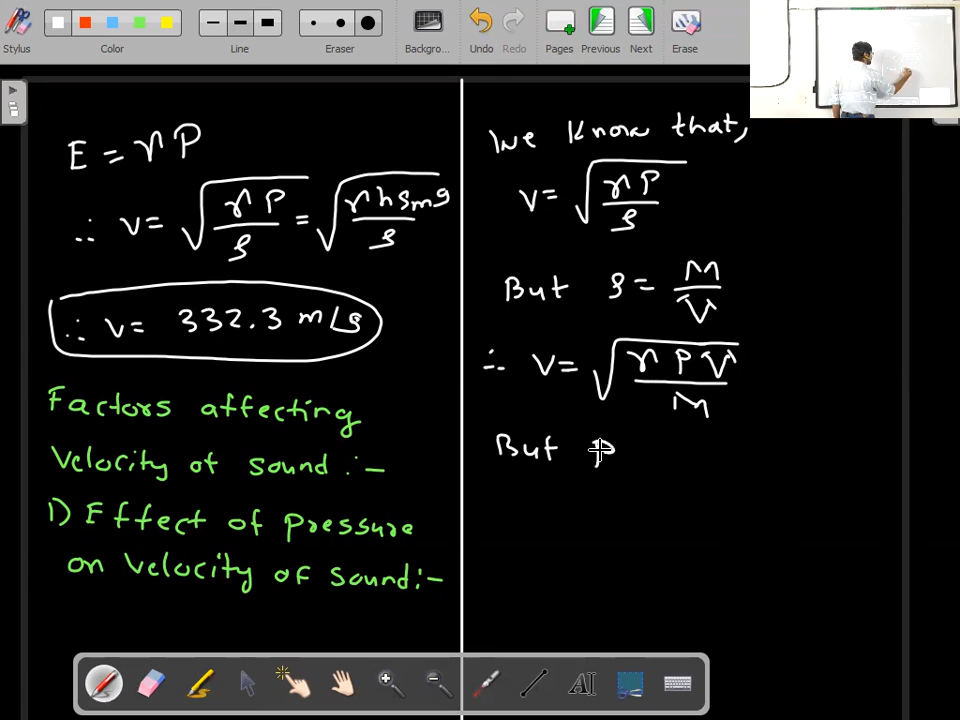 Stylus
Color
Line
Eraser
Backgro...
Undo
Redo
Pages
Previous
Next
Erase
E = γP
∴ v = √(γP/ρ) = √(γhρmg/ρ)
∴ v = 332.3 m/s
Factors affecting
Velocity of sound :-
1) Effect of pressure
on Velocity of sound :-
We know that,
v = √(γP/ρ)
But ρ = M/V
∴ v = √(γPV/M)
But P